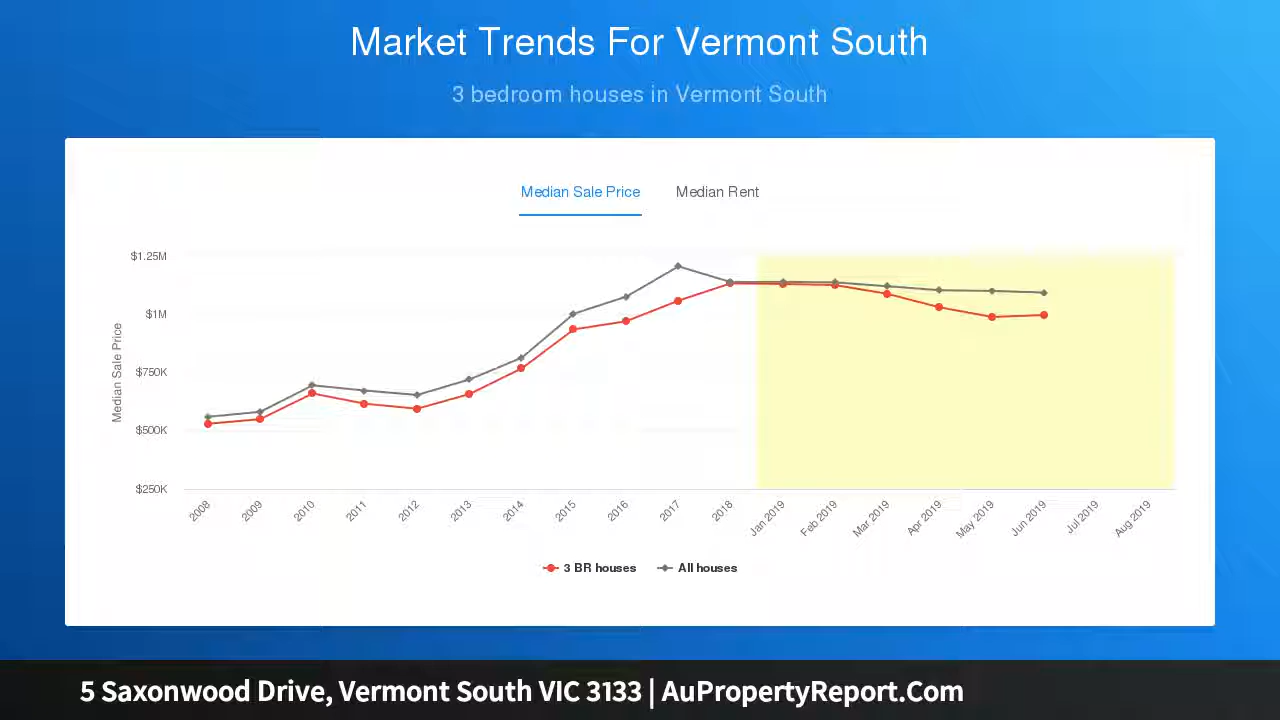 Market Trends For Vermont South
3 bedroom houses in Vermont South
Median Sale Price Median Rent
$1.25M
$1M
$750K
$500K
$250K
Median Sale Price
2008 2009 2010 2011 2012 2013 2014 2015 2016 2017 2018 Jan 2019 Feb 2019 Mar 2019 Apr 2019 May 2019 Jun 2019 Jul 2019 Aug 2019
3 BR houses All houses
5 Saxonwood Drive, Vermont South VIC 3133 | AuPropertyReport.Com